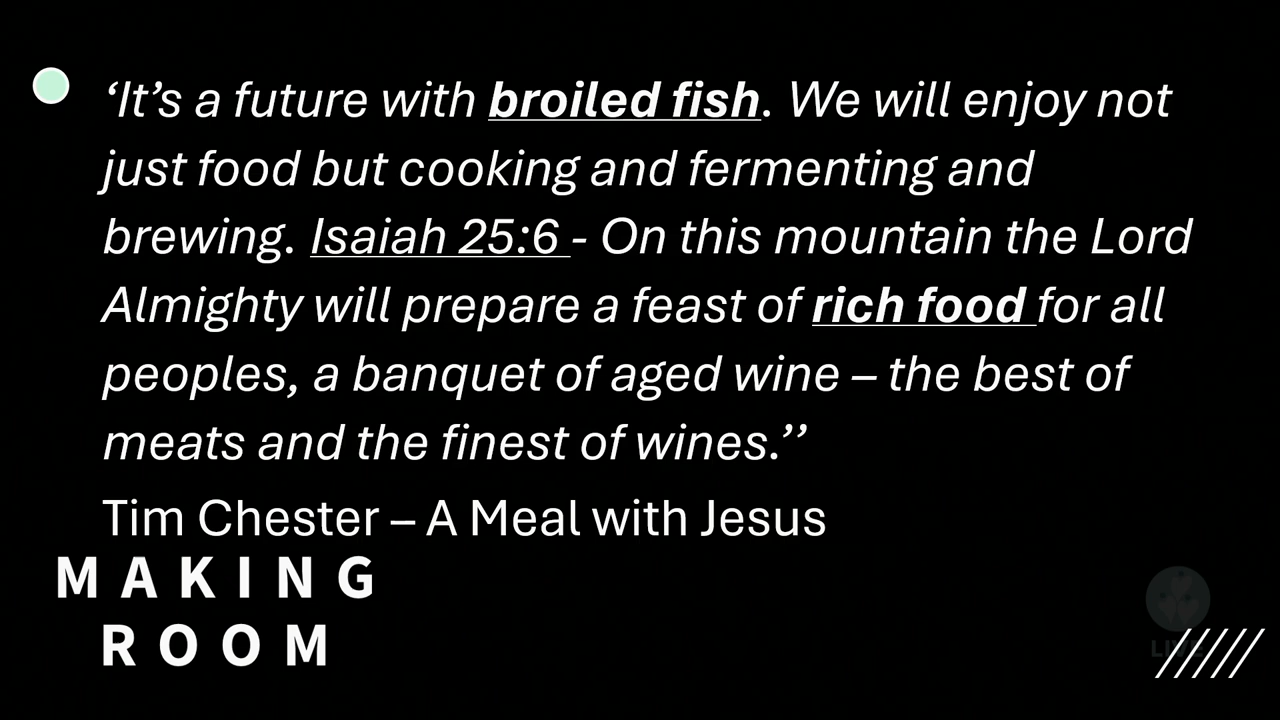 ‘It’s a future with broiled fish. We will enjoy not
just food but cooking and fermenting and
brewing. Isaiah 25:6 - On this mountain the Lord
Almighty will prepare a feast of rich food for all
peoples, a banquet of aged wine – the best of
meats and the finest of wines.’’
Tim Chester – A Meal with Jesus
MAKING
ROOM
LIVE